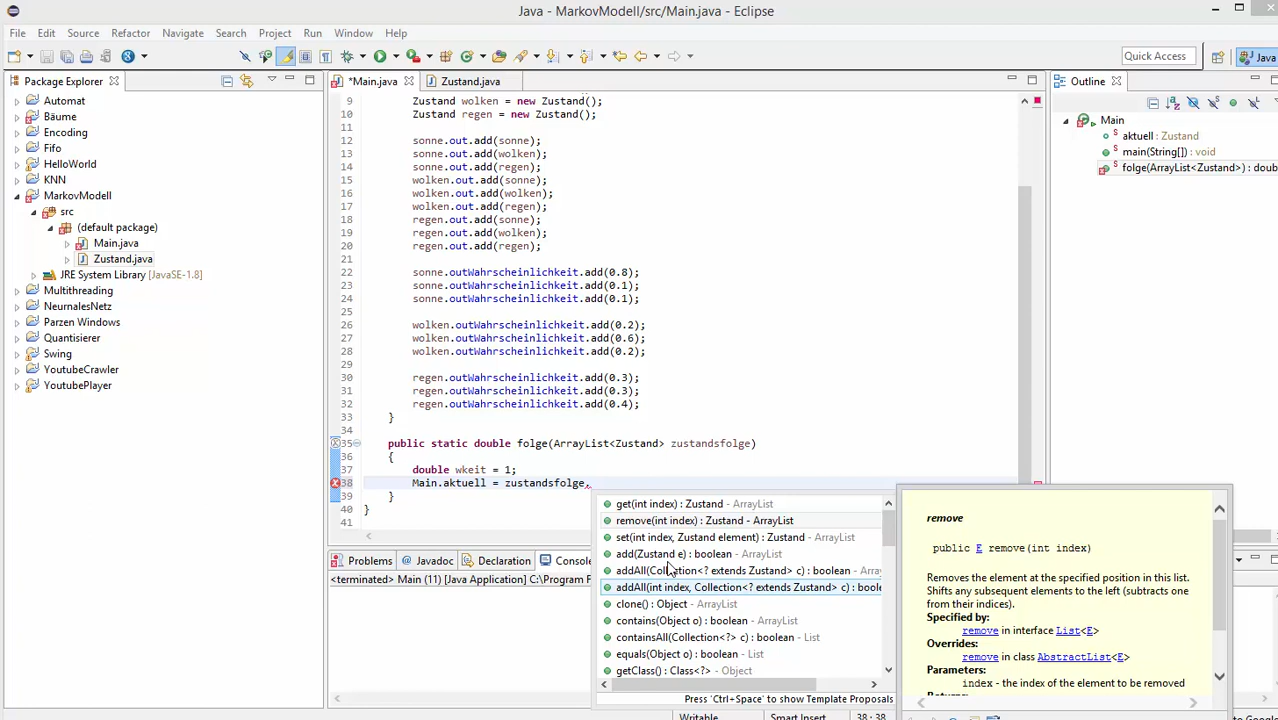 Java - MarkovModell/src/Main.java - Eclipse
File Edit Source Refactor Navigate Search Project Run Window Help
Quick Access
Java
Package Explorer
*Main.java
Zustand.java
Outline
Automat
Bäume
Encoding
Fifo
HelloWorld
KNN
MarkovModell
src
(default package)
Main.java
Zustand.java
JRE System Library [JavaSE-1.8]
Multithreading
NeurnalesNetz
Parzen Windows
Quantisierer
Swing
YoutubeCrawler
YoutubePlayer
9 Zustand wolken = new Zustand();
10 Zustand regen = new Zustand();
11
12 sonne.out.add(sonne);
13 sonne.out.add(wolken);
14 sonne.out.add(regen);
15 wolken.out.add(sonne);
16 wolken.out.add(wolken);
17 wolken.out.add(regen);
18 regen.out.add(sonne);
19 regen.out.add(wolken);
20 regen.out.add(regen);
21
22 sonne.outWahrscheinlichkeit.add(0.8);
23 sonne.outWahrscheinlichkeit.add(0.1);
24 sonne.outWahrscheinlichkeit.add(0.1);
25
26 wolken.outWahrscheinlichkeit.add(0.2);
27 wolken.outWahrscheinlichkeit.add(0.6);
28 wolken.outWahrscheinlichkeit.add(0.2);
29
30 regen.outWahrscheinlichkeit.add(0.3);
31 regen.outWahrscheinlichkeit.add(0.3);
32 regen.outWahrscheinlichkeit.add(0.4);
33 }
34
35 public static double folge(ArrayList<Zustand> zustandsfolge)
36 {
37 double wkeit = 1;
38 Main.aktuell = zustandsfolge.
39 }
40 }
41
Main
aktuell : Zustand
main(String[]) : void
folge(ArrayList<Zustand>) : doub
get(int index) : Zustand - ArrayList
remove(int index) : Zustand - ArrayList
set(int index, Zustand element) : Zustand - ArrayList
add(Zustand e) : boolean - ArrayList
addAll(Collection<? extends Zustand> c) : boolean - Array
addAll(int index, Collection<? extends Zustand> c) : boole
clone() : Object - ArrayList
contains(Object o) : boolean - ArrayList
containsAll(Collection<?> c) : boolean - List
equals(Object o) : boolean - List
getClass() : Class<?> - Object
Press 'Ctrl+Space' to show Template Proposals
remove
public E remove(int index)
Removes the element at the specified position in this list.
Shifts any subsequent elements to the left (subtracts one
from their indices).
Specified by:
remove in interface List<E>
Overrides:
remove in class AbstractList<E>
Parameters:
index - the index of the element to be removed
Problems Javadoc Declaration Console
<terminated> Main (11) [Java Application] C:\Program F
Writable Smart Insert 38 : 38